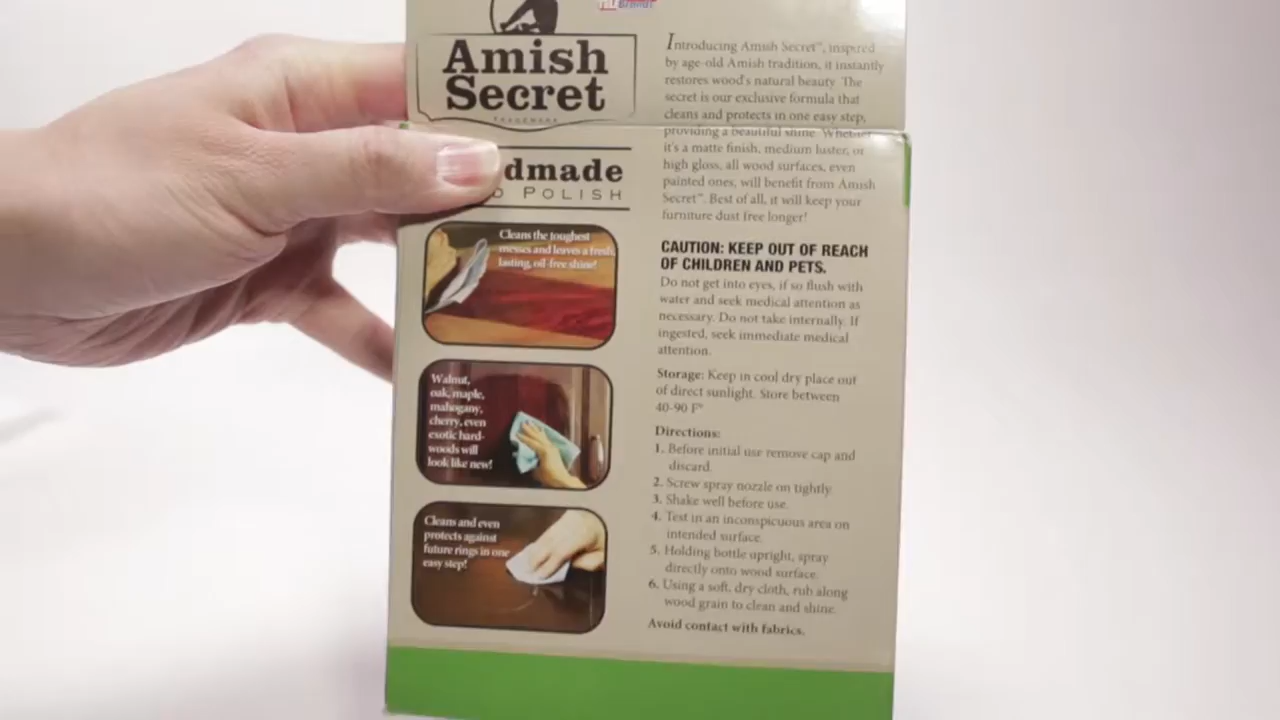 Amish
Secret
TRADEMARK
dmade
POLISH
Cleans the toughest
messes and leaves a fresh,
lasting, oil-free shine!
Walnut,
oak, maple,
mahogany,
cherry, even
exotic hard-
woods will
look like new!
Cleans and even
protects against
future rings in one
easy step!
Introducing Amish Secret™, inspired
by age-old Amish tradition, it instantly
restores wood's natural beauty. The
secret is our exclusive formula that
cleans and protects in one easy step,
providing a beautiful shine. Whether
it's a matte finish, medium luster, or
high gloss, all wood surfaces, even
painted ones, will benefit from Amish
Secret™. Best of all, it will keep your
furniture dust free longer!
CAUTION: KEEP OUT OF REACH
OF CHILDREN AND PETS.
Do not get into eyes, if so flush with
water and seek medical attention as
necessary. Do not take internally. If
ingested, seek immediate medical
attention.
Storage: Keep in cool dry place out
of direct sunlight. Store between
40-90 F°
Directions:
1. Before initial use remove cap and
discard.
2. Screw spray nozzle on tightly.
3. Shake well before use.
4. Test in an inconspicuous area on
intended surface.
5. Holding bottle upright, spray
directly onto wood surface.
6. Using a soft, dry cloth, rub along
wood grain to clean and shine.
Avoid contact with fabrics.